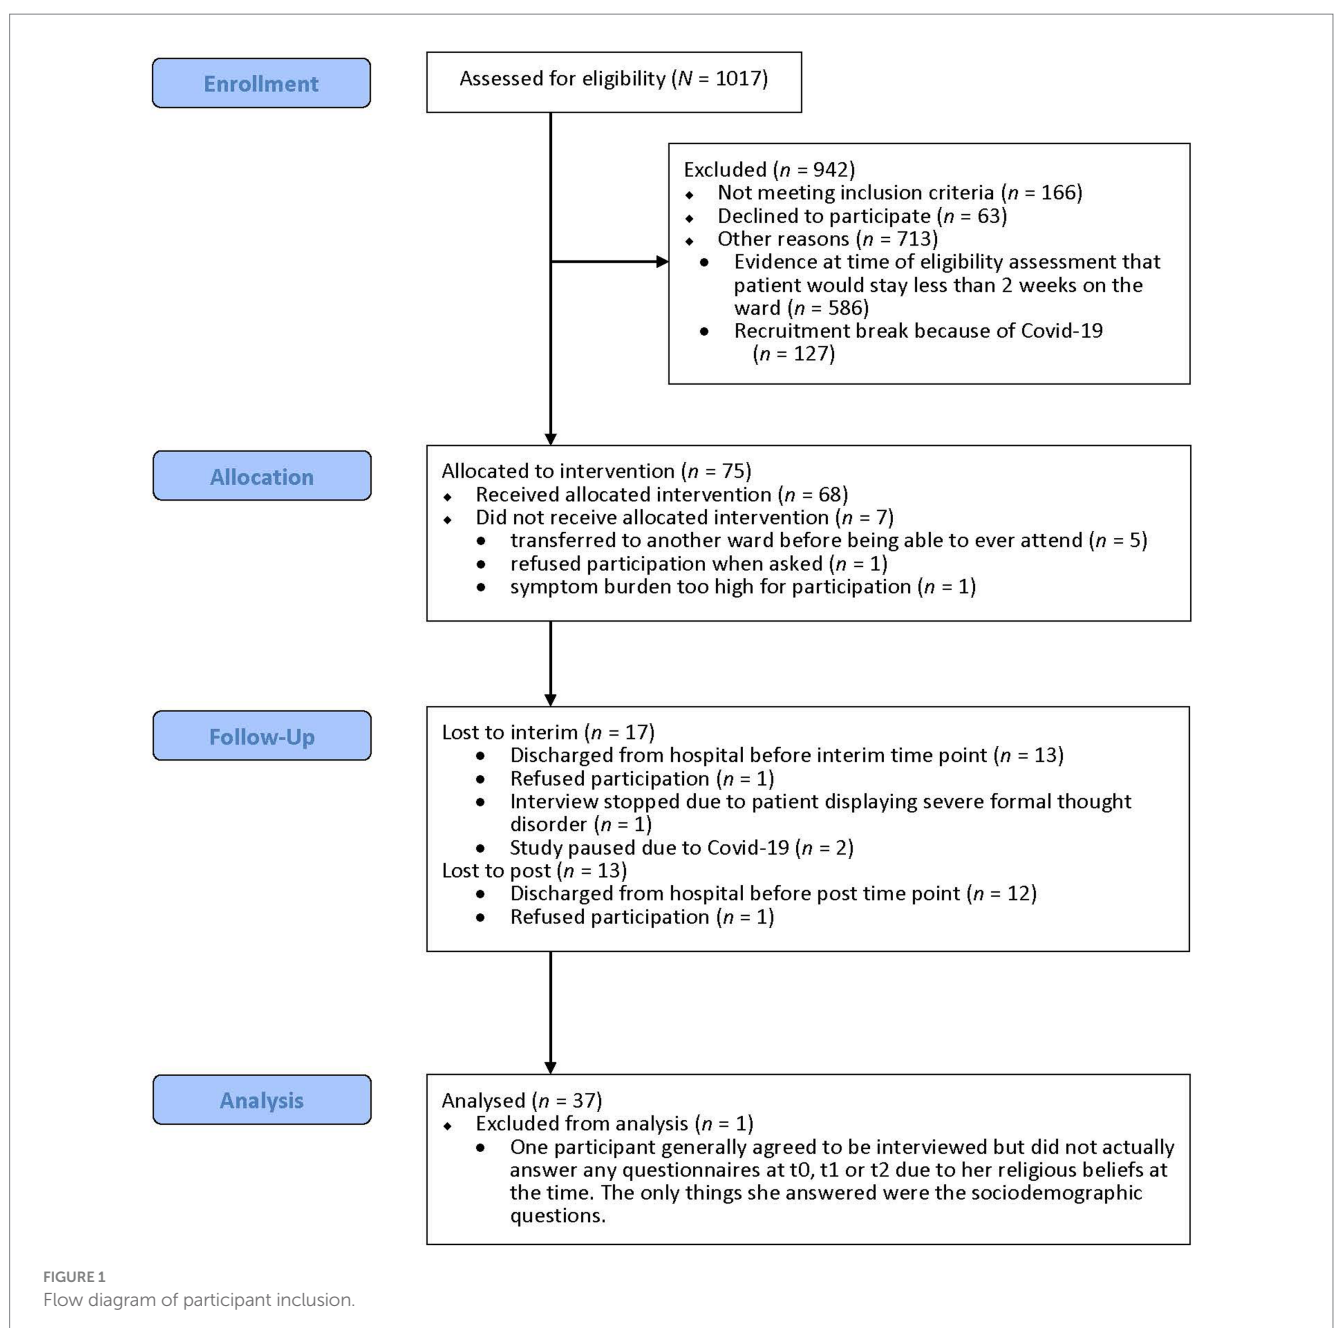 Enrollment
Assessed for eligibility (N = 1017)
Excluded (n = 942)
⬥ Not meeting inclusion criteria (n = 166)
⬥ Declined to participate (n = 63)
⬥ Other reasons (n = 713)
● Evidence at time of eligibility assessment that
patient would stay less than 2 weeks on the
ward (n = 586)
● Recruitment break because of Covid-19
(n = 127)
Allocation
Allocated to intervention (n = 75)
⬥ Received allocated intervention (n = 68)
⬥ Did not receive allocated intervention (n = 7)
● transferred to another ward before being able to ever attend (n = 5)
● refused participation when asked (n = 1)
● symptom burden too high for participation (n = 1)
Follow-Up
Lost to interim (n = 17)
● Discharged from hospital before interim time point (n = 13)
● Refused participation (n = 1)
● Interview stopped due to patient displaying severe formal thought
disorder (n = 1)
● Study paused due to Covid-19 (n = 2)
Lost to post (n = 13)
● Discharged from hospital before post time point (n = 12)
● Refused participation (n = 1)
Analysis
Analysed (n = 37)
⬥ Excluded from analysis (n = 1)
● One participant generally agreed to be interviewed but did not actually
answer any questionnaires at t0, t1 or t2 due to her religious beliefs at
the time. The only things she answered were the sociodemographic
questions.
FIGURE 1
Flow diagram of participant inclusion.